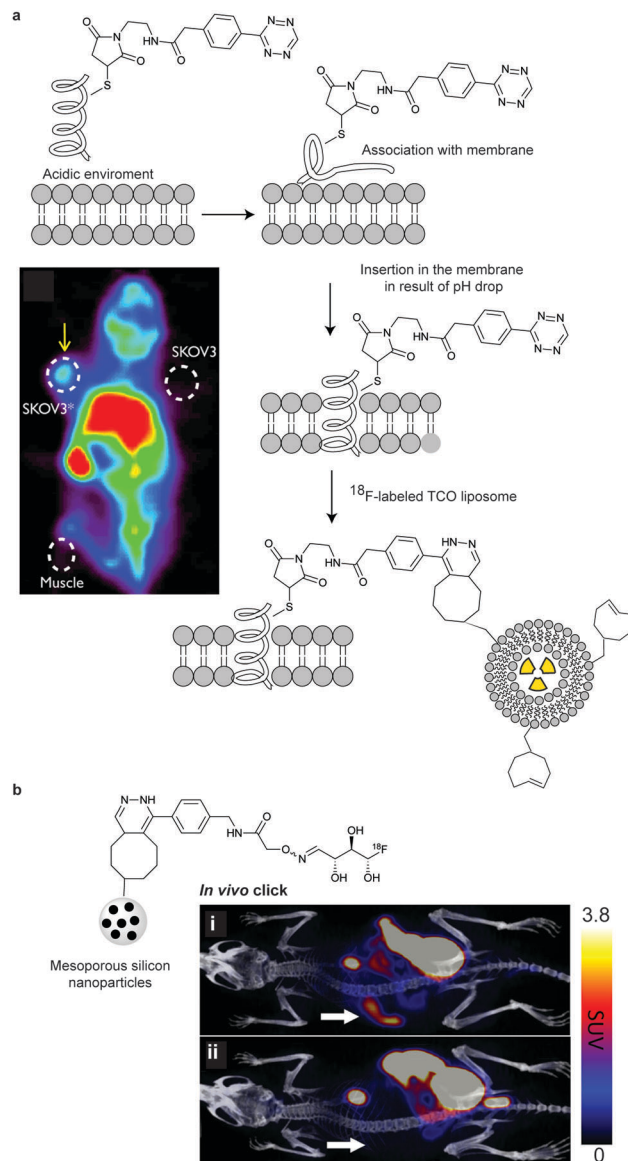 a
N
N
N
N
O
N
O
H
N
O
S
Acidic enviroment
N
N
N
N
O
N
O
H
N
O
S
Association with membrane
Insertion in the membrane
in result of pH drop
N
N
N
N
O
N
O
H
N
O
S
SKOV3
SKOV3*
Muscle
18F-labeled TCO liposome
HN
N
O
N
O
H
N
O
S
b
N
NH
HN
O
O
N
OH
18F
OH
OH
In vivo click
Mesoporous silicon
nanoparticles
i
ii
3.8
SUV
0